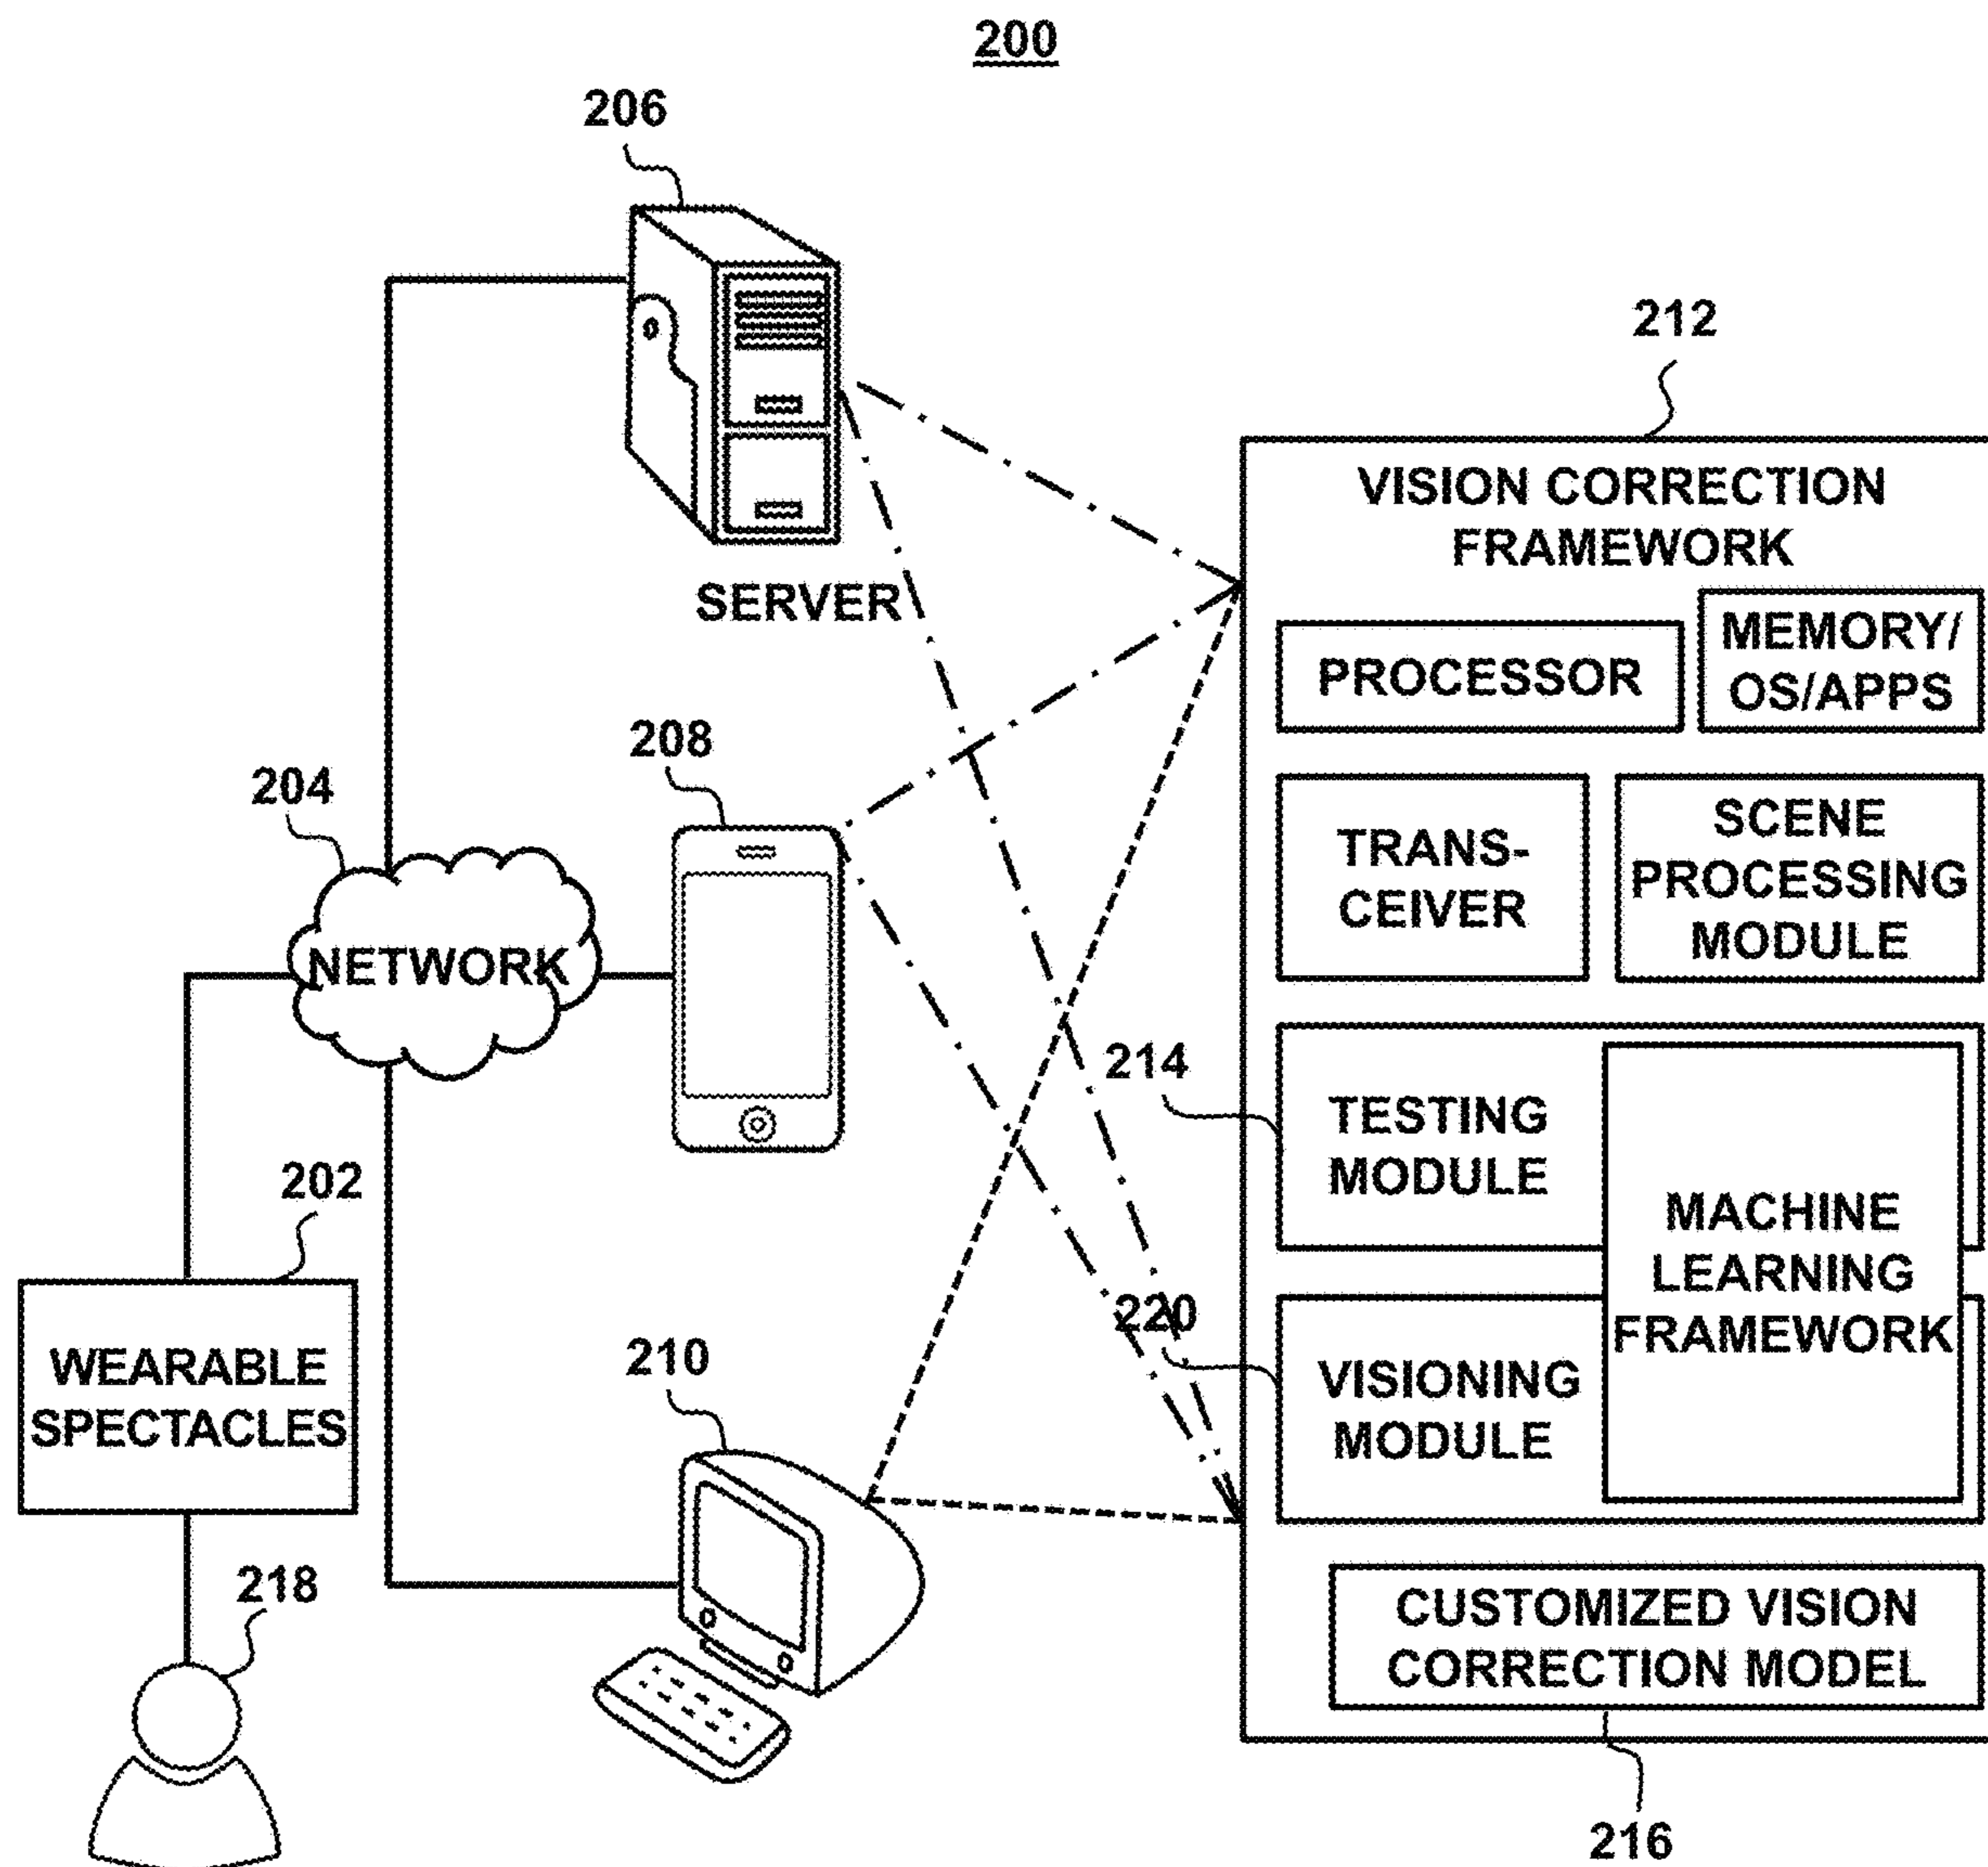 200
206
SERVER
212
VISION CORRECTION
FRAMEWORK
PROCESSOR
MEMORY/
OS/APPS
TRANS-
CEIVER
SCENE
PROCESSING
MODULE
208
204
NETWORK
214
TESTING
MODULE
MACHINE
LEARNING
FRAMEWORK
202
WEARABLE
SPECTACLES
220
VISIONING
MODULE
210
218
CUSTOMIZED VISION
CORRECTION MODEL
216